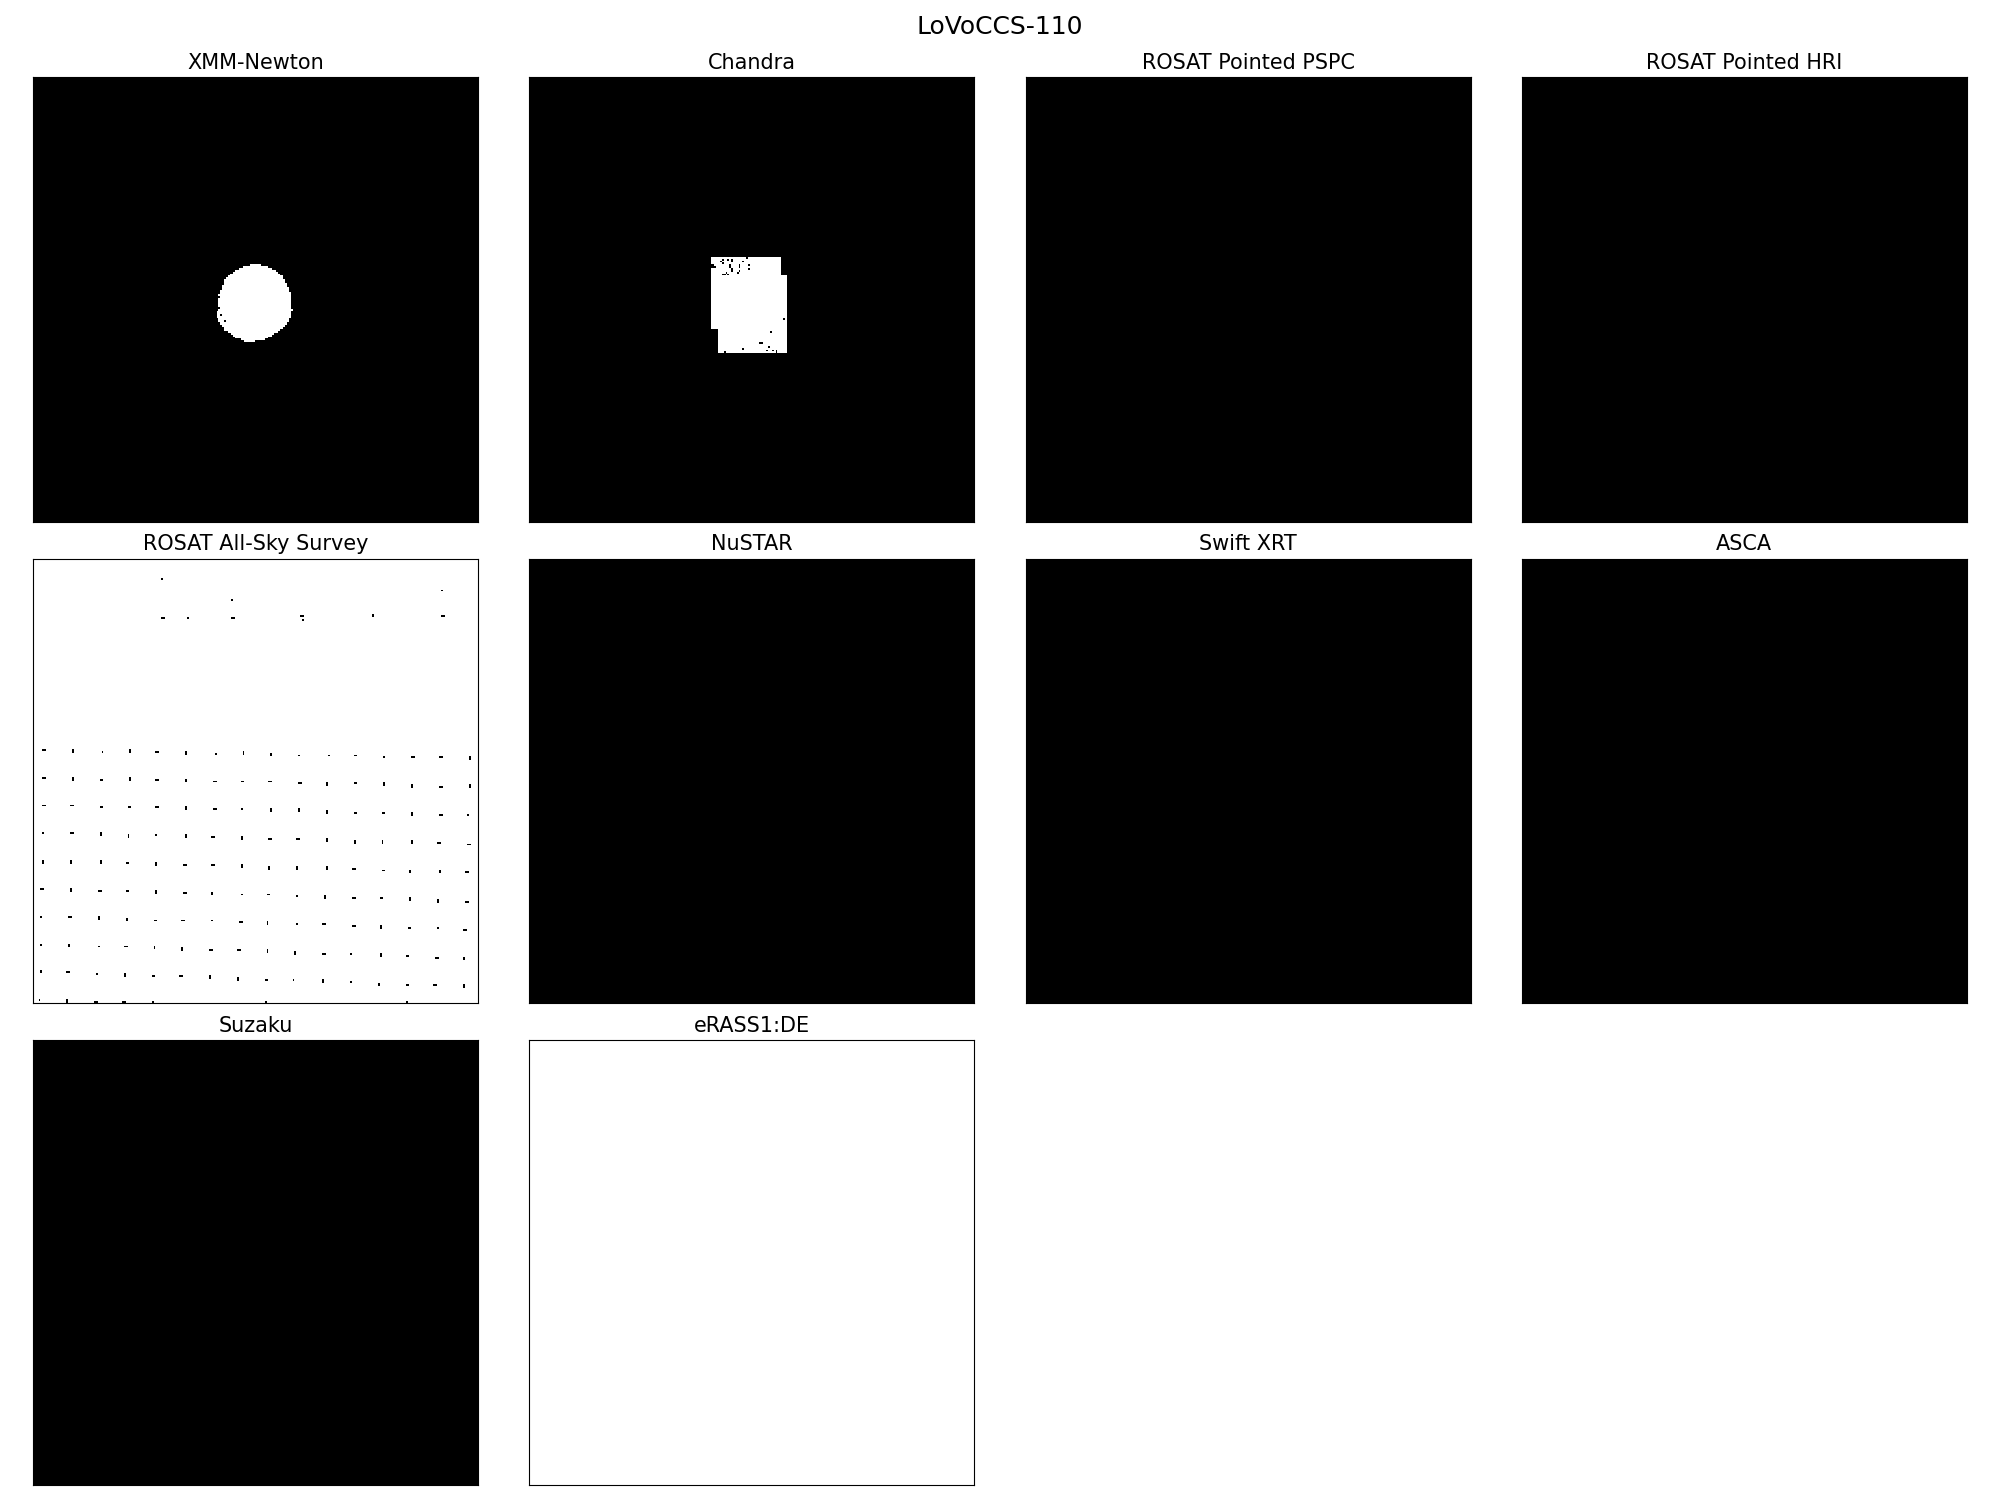 LoVoCCS-110
XMM-Newton
Chandra
ROSAT Pointed PSPC
ROSAT Pointed HRI
ROSAT All-Sky Survey
NuSTAR
Swift XRT
ASCA
Suzaku
eRASS1:DE